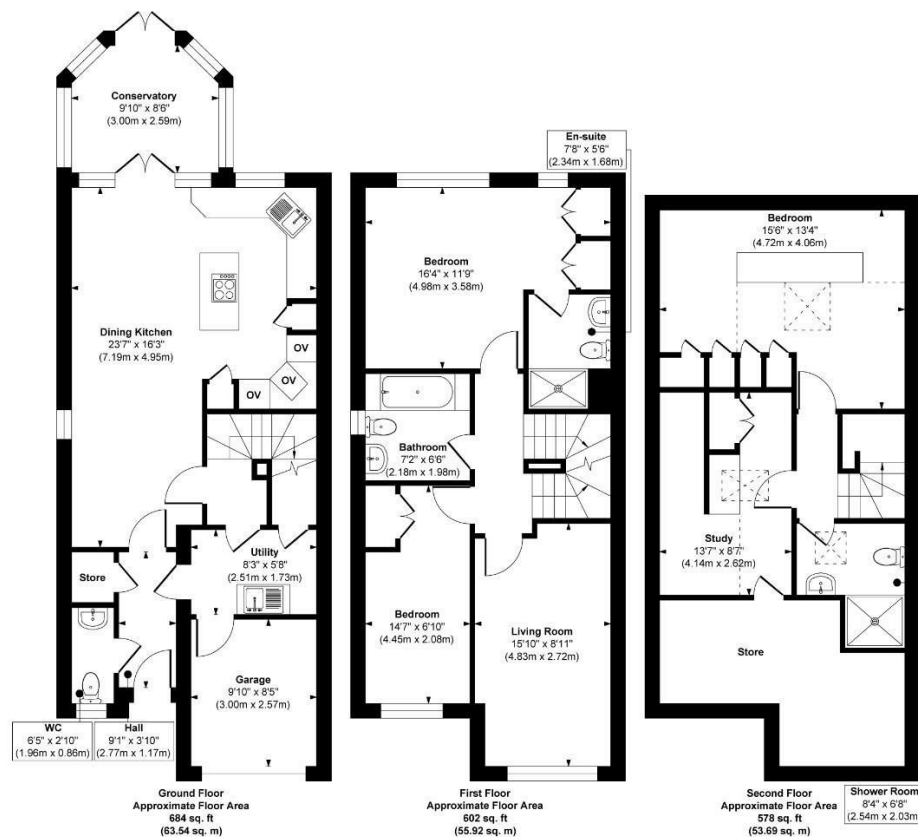 Conservatory
9'10" x 8'6"
(3.00m x 2.59m)
Dining Kitchen
23'7" x 16'3"
(7.19m x 4.95m)
OV
OV
OV
Utility
8'3" x 5'8"
(2.51m x 1.73m)
Store
Garage
9'10" x 8'5"
(3.00m x 2.57m)
WC
6'5" x 2'10"
(1.96m x 0.86m)
Hall
9'1" x 3'10"
(2.77m x 1.17m)
Ground Floor
Approximate Floor Area
684 sq. ft
(63.54 sq. m)
En-suite
7'8" x 5'6"
(2.34m x 1.68m)
Bedroom
16'4" x 11'9"
(4.98m x 3.58m)
Bathroom
7'2" x 6'6"
(2.18m x 1.98m)
Bedroom
14'7" x 6'10"
(4.45m x 2.08m)
Living Room
15'10" x 8'11"
(4.83m x 2.72m)
First Floor
Approximate Floor Area
602 sq. ft
(55.92 sq. m)
Bedroom
15'6" x 13'4"
(4.72m x 4.06m)
Study
13'7" x 8'7"
(4.14m x 2.62m)
Store
Second Floor
Approximate Floor Area
578 sq. ft
(53.69 sq. m)
Shower Room
8'4" x 6'8"
(2.54m x 2.03m)